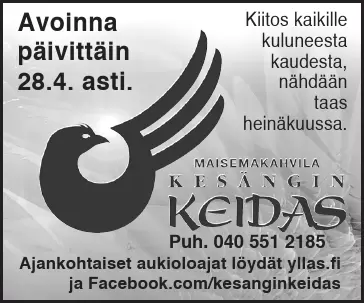 Avoinna
päivittäin
28.4. asti.
Kiitos kaikille
kuluneesta
kaudesta,
nähdään
taas
heinäkuussa.
MAISEMAKAHVILA
KESÄNGIN
KEIDAS
Puh. 040 551 2185
Ajankohtaiset aukioloajat löydät yllas.fi
ja Facebook.com/kesanginkeidas